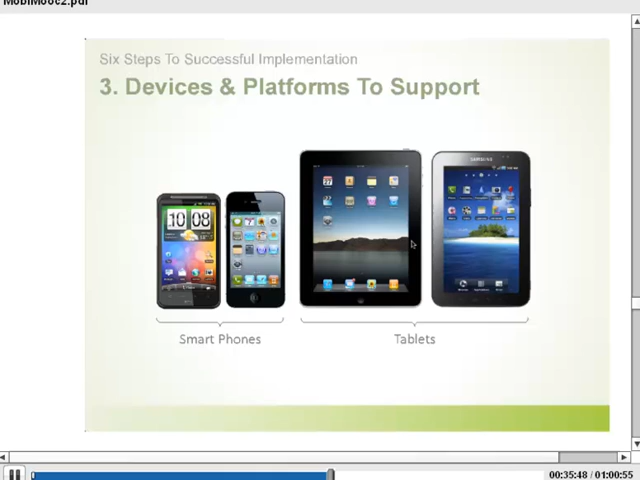 MobiMooc2.pdf
Six Steps To Successful Implementation
3. Devices & Platforms To Support
SAMSUNG
10 08
27
Smart Phones
Tablets
00:35:48 / 01:00:55